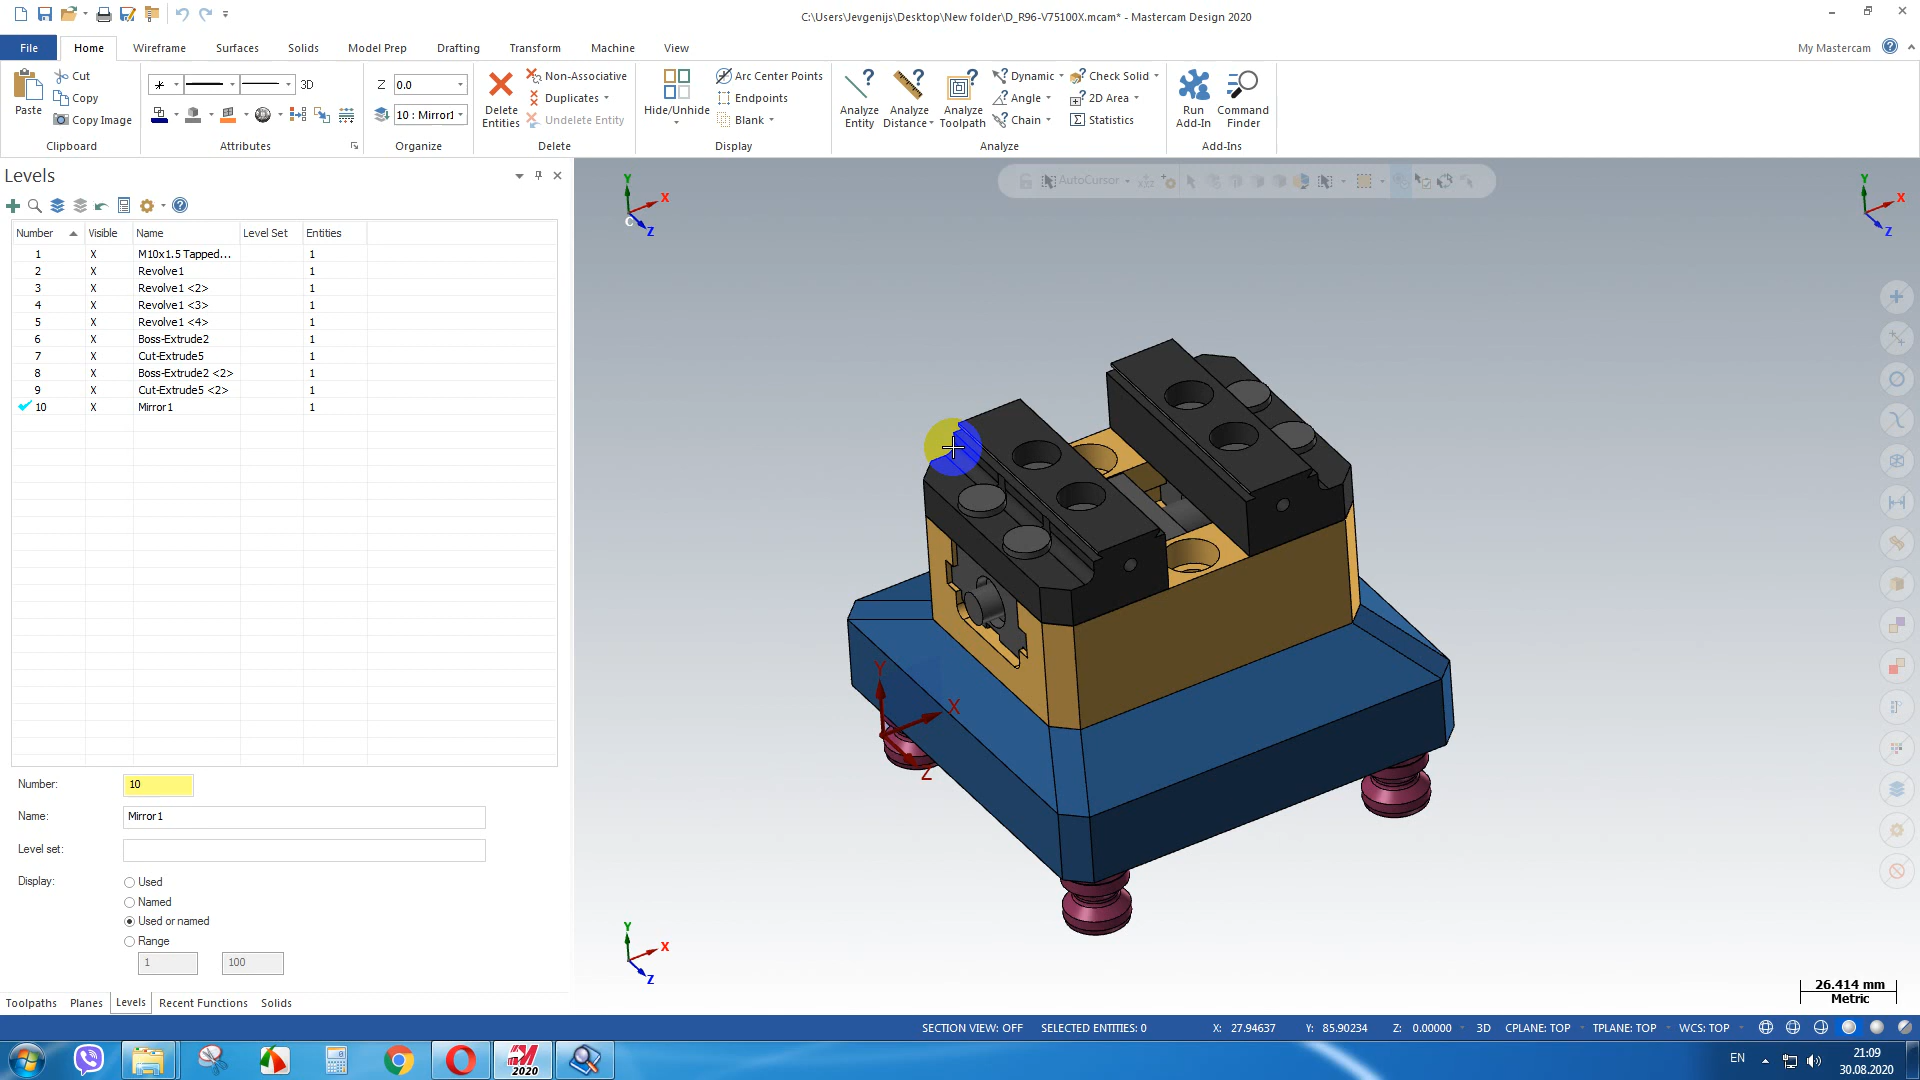 C:\Users\Jevgenijs\Desktop\New folder\D_R96-V75100X.mcam* - Mastercam Design 2020
File Home Wireframe Surfaces Solids Model Prep Drafting Transform Machine View My Mastercam
Paste
Cut
Copy
Copy Image
Clipboard
3D
Attributes
Z 0.0
10 : Mirror1
Organize
Delete Entities
Non-Associative
Duplicates
Undelete Entity
Delete
Hide/Unhide
Arc Center Points
Endpoints
Blank
Display
Analyze Entity
Analyze Distance
Analyze Toolpath
Dynamic
Angle
Chain
Check Solid
2D Area
Statistics
Analyze
Run Add-In
Command Finder
Add-Ins
Levels
Number Visible Name Level Set Entities
1 X M10x1.5 Tapped... 1
2 X Revolve1 1
3 X Revolve1 <2> 1
4 X Revolve1 <3> 1
5 X Revolve1 <4> 1
6 X Boss-Extrude2 1
7 X Cut-Extrude5 1
8 X Boss-Extrude2 <2> 1
9 X Cut-Extrude5 <2> 1
10 X Mirror1 1
Number: 10
Name: Mirror1
Level set:
Display:
Used
Named
Used or named
Range
1 100
Toolpaths Planes Levels Recent Functions Solids
AutoCursor
Y X Z C
Y X Z
Y X Z
Y X Z
26.414 mm
Metric
SECTION VIEW: OFF SELECTED ENTITIES: 0 X: 27.94637 Y: 85.90234 Z: 0.00000 3D CPLANE: TOP TPLANE: TOP WCS: TOP
2020
EN
21:09
30.08.2020